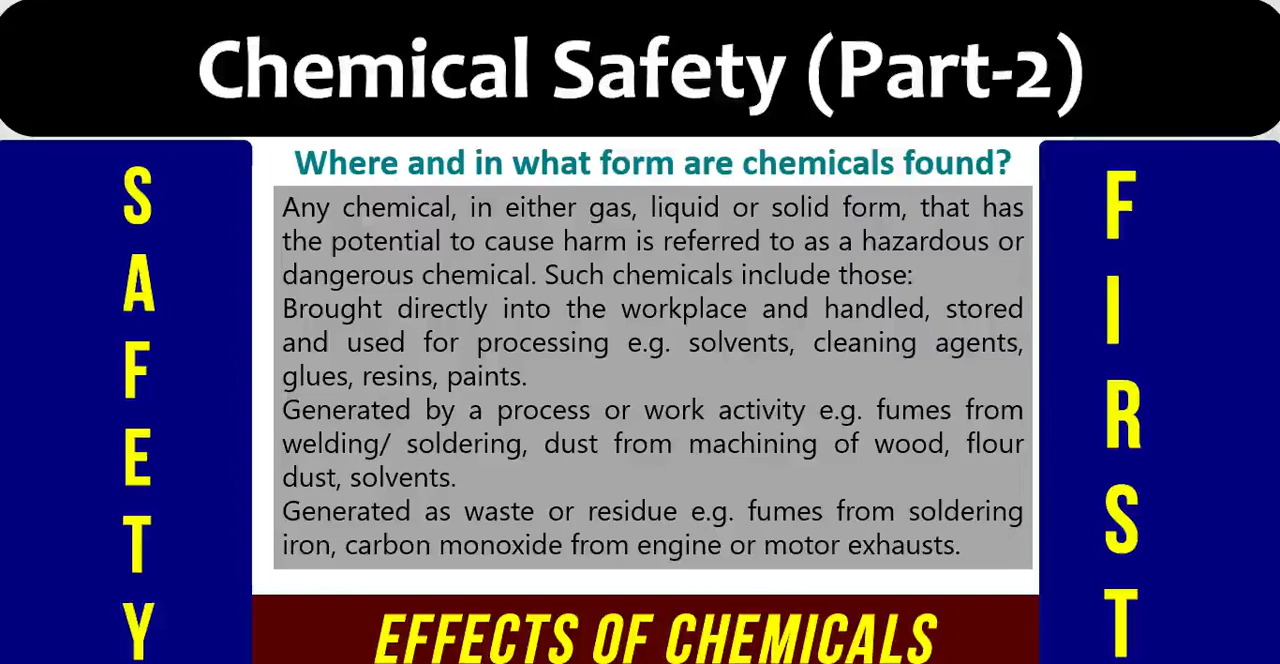 Chemical Safety (Part-2)
SAFETY
Where and in what form are chemicals found?
Any chemical, in either gas, liquid or solid form, that has
the potential to cause harm is referred to as a hazardous or
dangerous chemical. Such chemicals include those:
Brought directly into the workplace and handled, stored
and used for processing e.g. solvents, cleaning agents,
glues, resins, paints.
Generated by a process or work activity e.g. fumes from
welding/ soldering, dust from machining of wood, flour
dust, solvents.
Generated as waste or residue e.g. fumes from soldering
iron, carbon monoxide from engine or motor exhausts.
FIRST
EFFECTS OF CHEMICALS